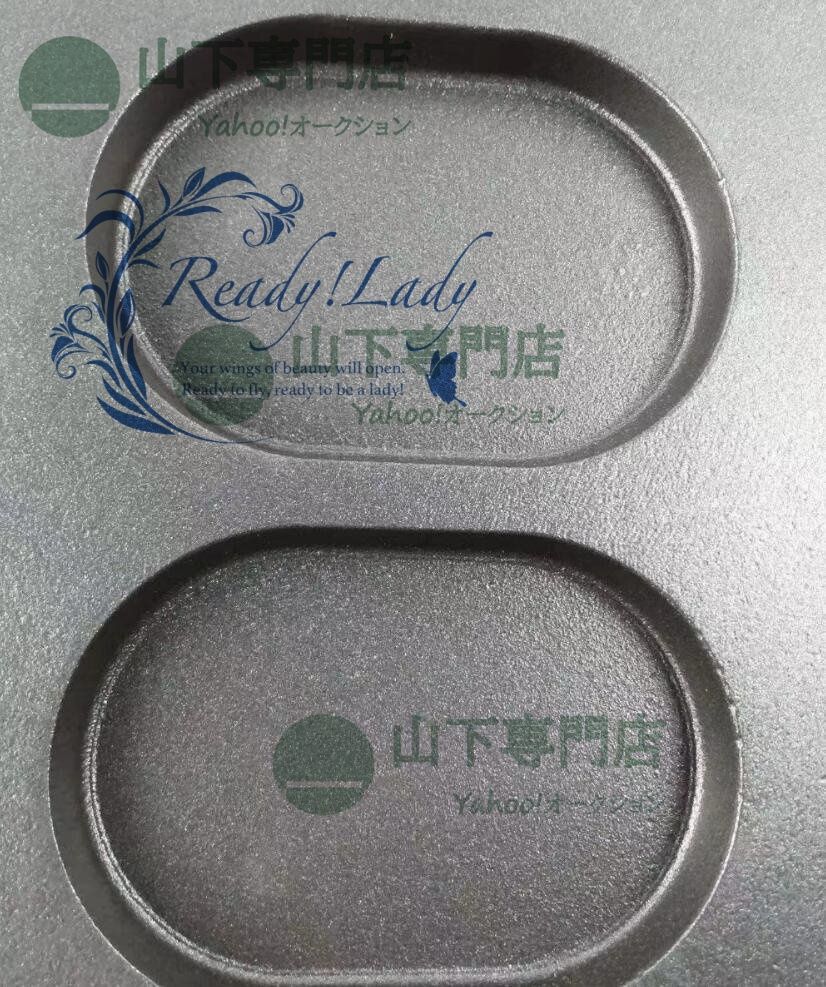 山下専門店
Yahoo!オークション
Ready!Lady
山下専門店
Your wings of beauty will open.
Ready to fly, ready to be a lady!
Yahoo!オークション
山下専門店
Yahoo!オークション